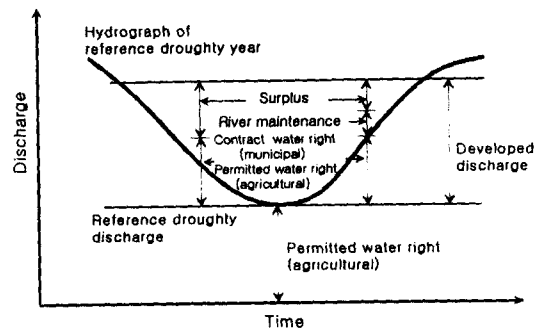 Hydrograph of
reference droughty year
Surplus
River maintenance
Contract water right
(municipal)
Permitted water right
(agricultural)
Developed
discharge
Reference droughty
discharge
Permitted water right
(agricultural)
Discharge
Time